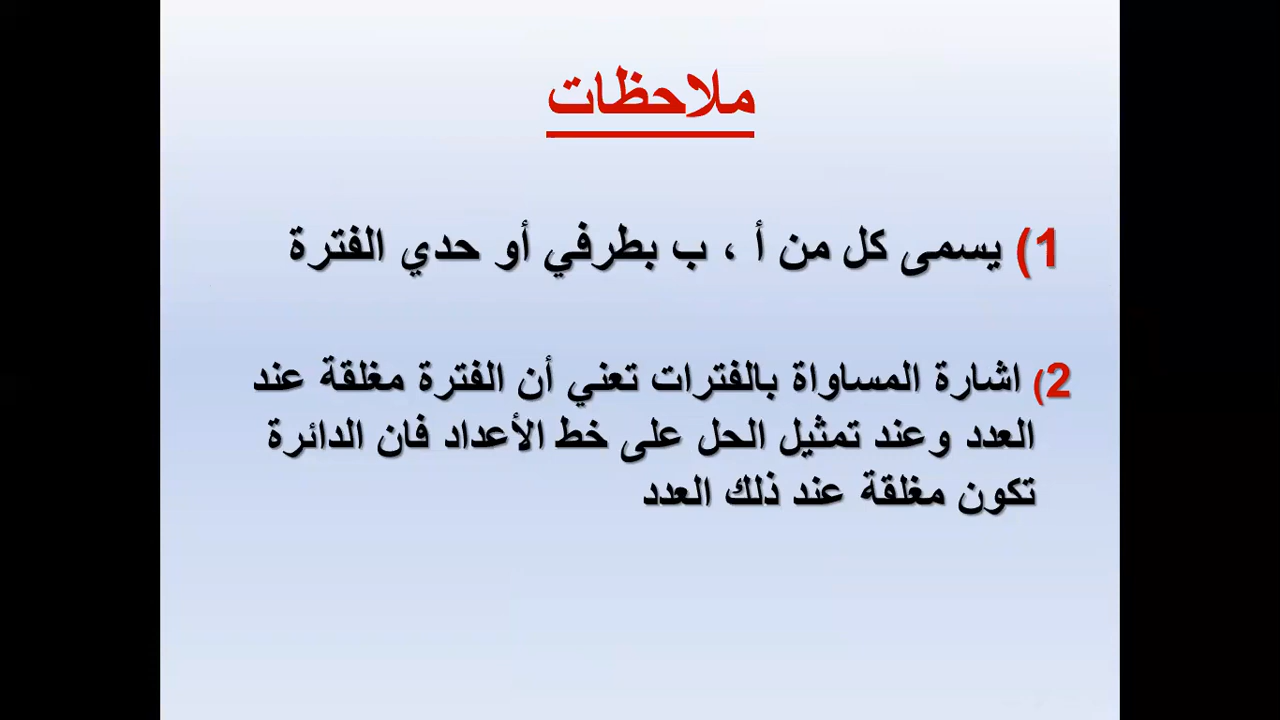 ملاحظات
1) يسمى كل من أ ، ب بطرفي أو حدي الفترة
2) اشارة المساواة بالفترات تعني أن الفترة مغلقة عند
العدد وعند تمثيل الحل على خط الأعداد فان الدائرة
تكون مغلقة عند ذلك العدد